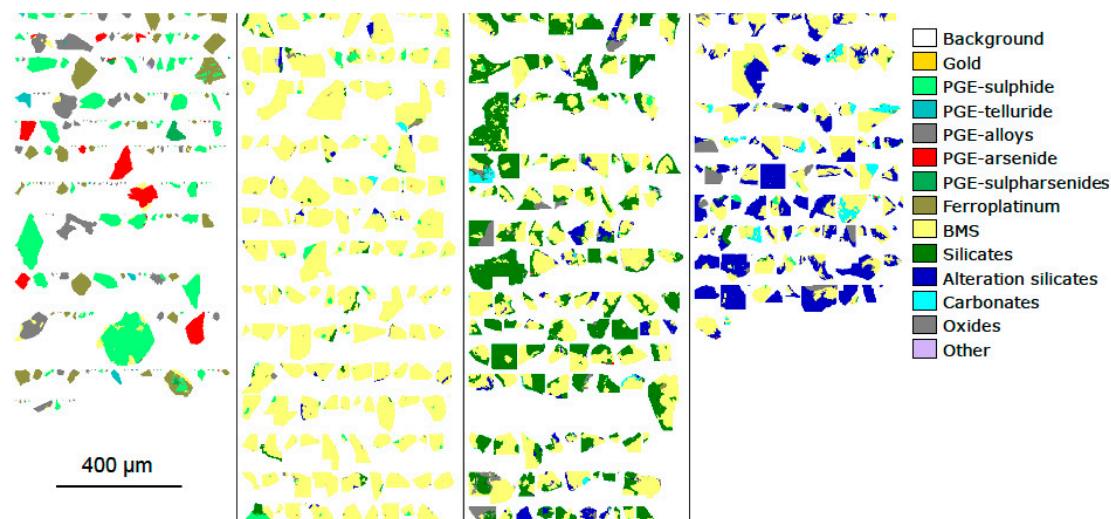 Background
Gold
PGE-sulphide
PGE-telluride
PGE-alloys
PGE-arsenide
PGE-sulpharsenides
Ferroplatinum
BMS
Silicates
Alteration silicates
Carbonates
Oxides
Other
400 µm